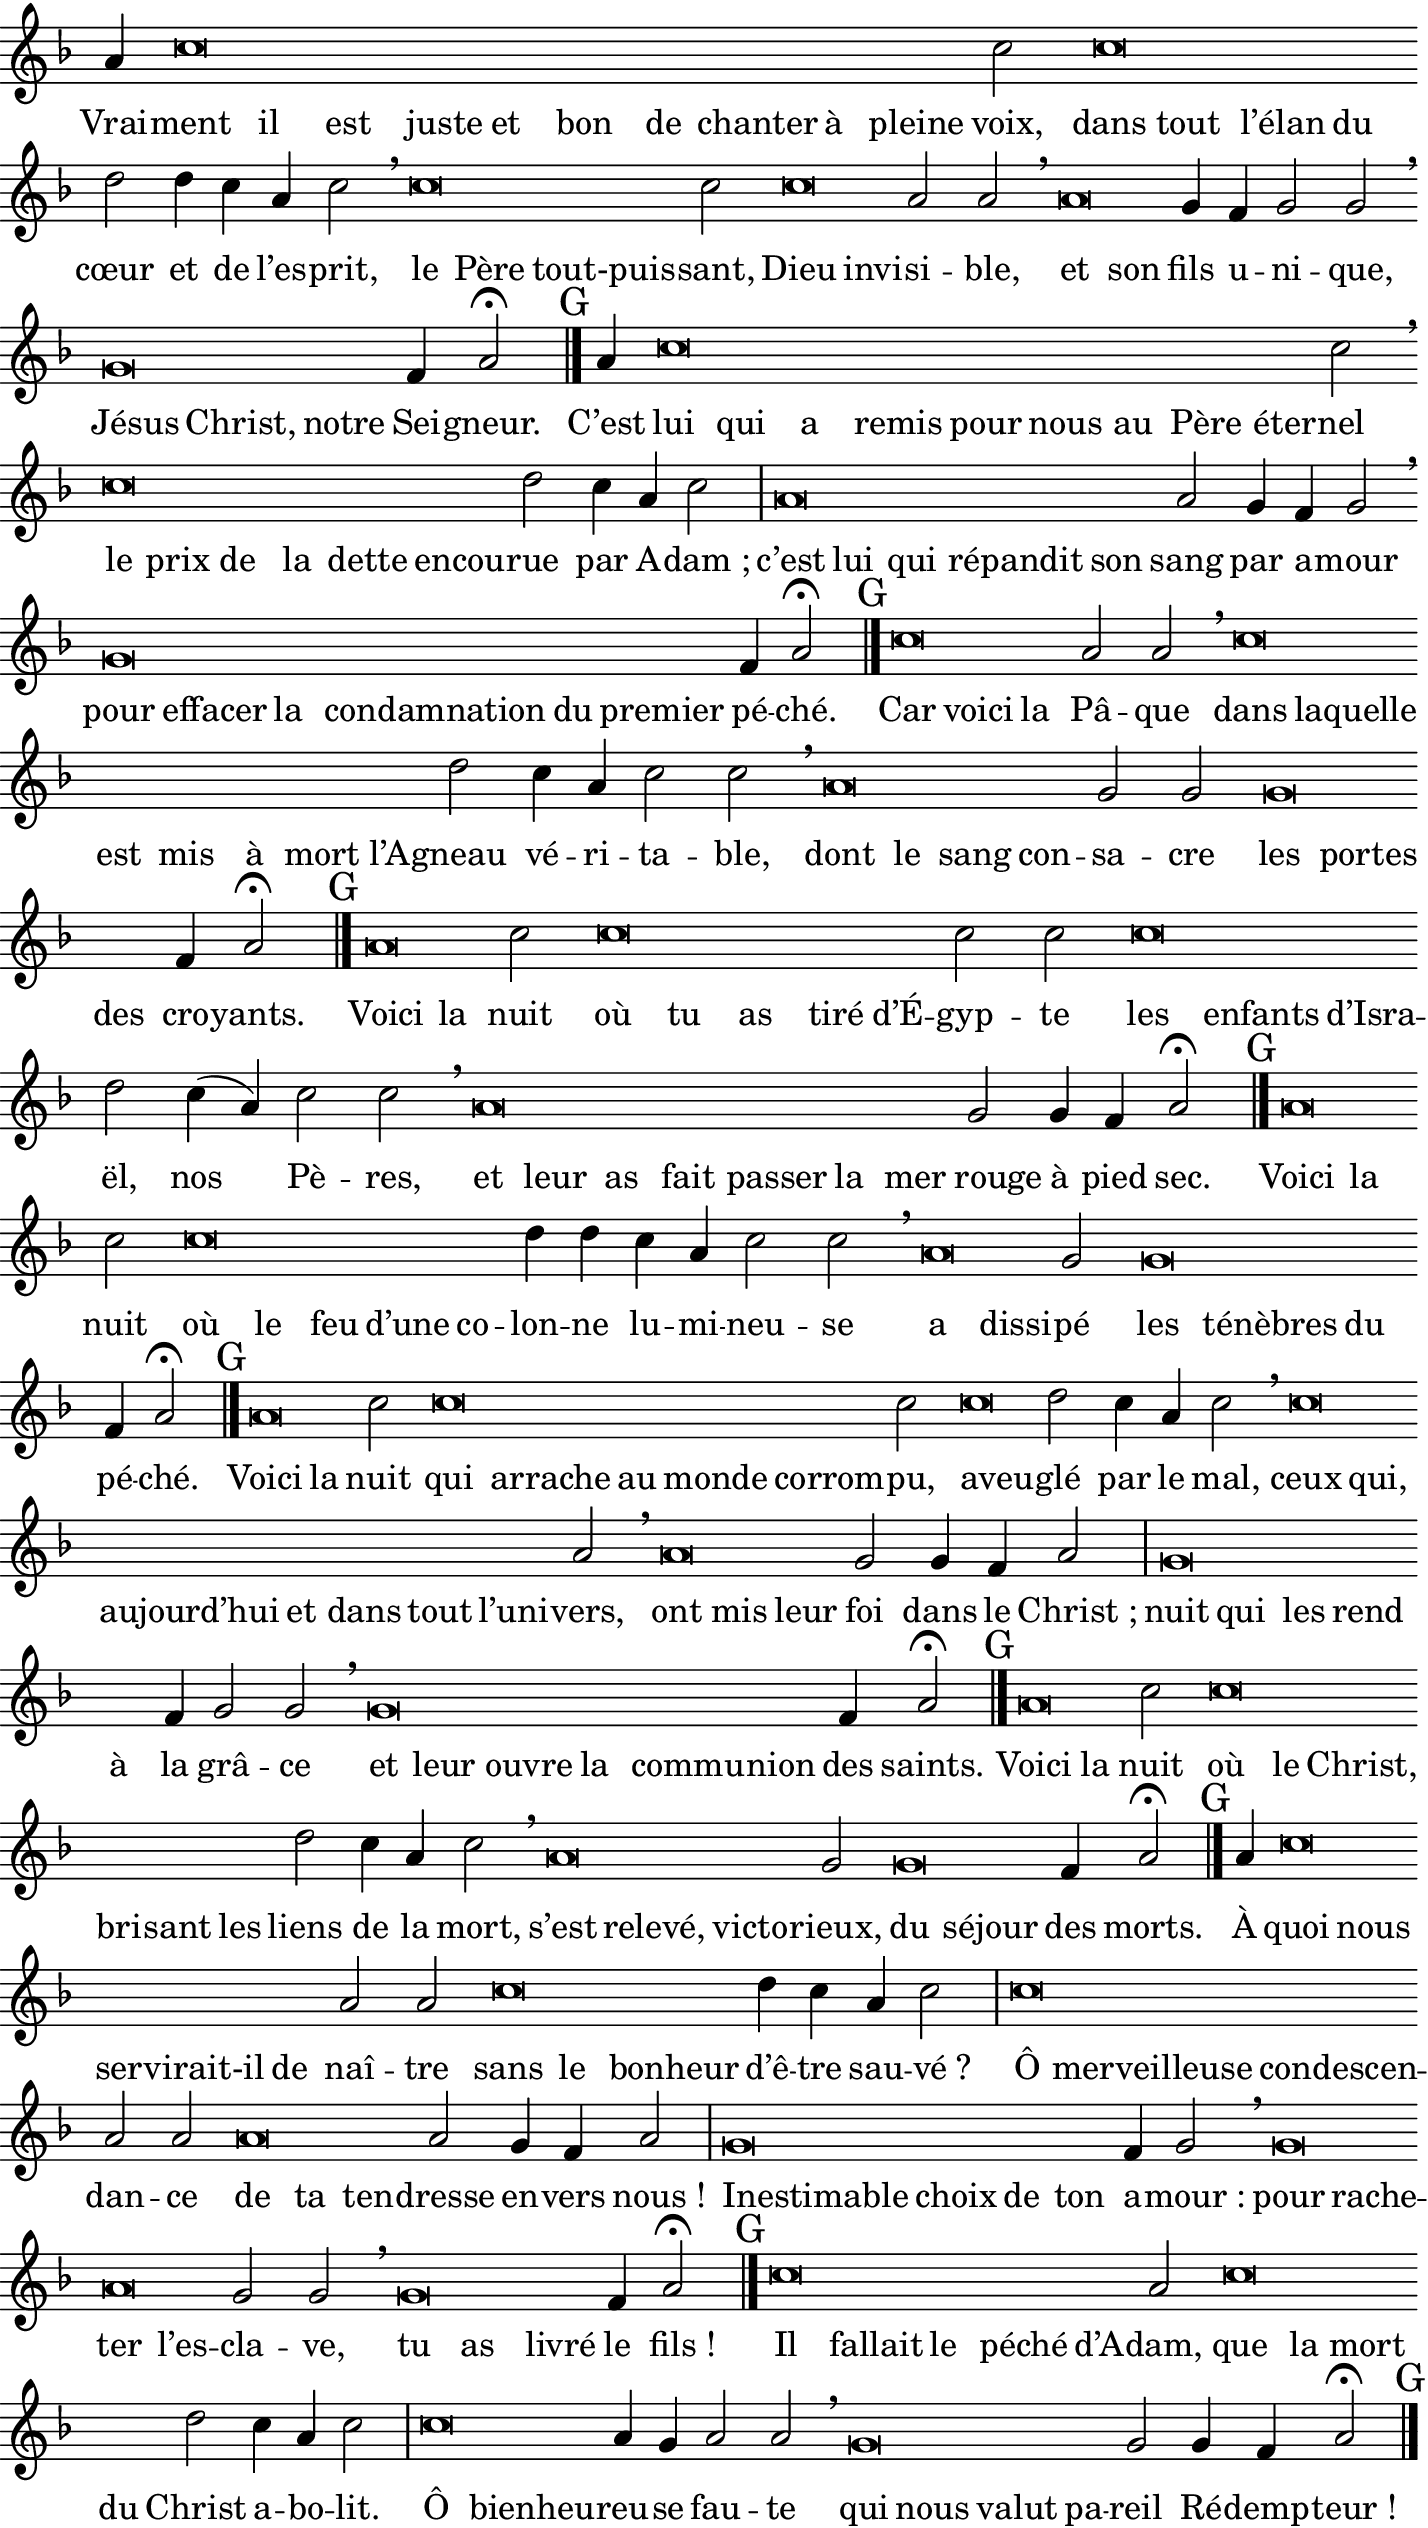 Vraiment il est juste et bon de chanter à pleine voix, dans tout l’élan du
cœur et de l’esprit, le Père tout-puissant, Dieu invisi - ble, et son fils u - ni - que,
G
Jésus Christ, notre Seigneur. C’est lui qui a remis pour nous au Père éternel
le prix de la dette encourue par Adam ; c’est lui qui répandit son sang par amour
G
pour effacer la condamnation du premier pé - ché. Car voici la Pâ - que dans laquelle
est mis à mort l’Agneau vé - ri - ta - ble, dont le sang con - sa - cre les portes
G
des croyants. Voici la nuit où tu as tiré d’É - gyp - te les enfants d’Isra -
G
ël, nos Pè - res, et leur as fait passer la mer rouge à pied sec. Voici la
nuit où le feu d’une co - lon - ne lu - mi - neu - se a dissipé les ténèbres du
G
pé - ché. Voici la nuit qui arrache au monde corrompu, aveuglé par le mal, ceux qui,
aujourd’hui et dans tout l’univers, ont mis leur foi dans le Christ ; nuit qui les rend
G
à la grâ - ce et leur ouvre la communion des saints. Voici la nuit où le Christ,
G
brisant les liens de la mort, s’est relevé, victorieux, du séjour des morts. À quoi nous
servirait-il de naî - tre sans le bonheur d’ê - tre sau - vé ? Ô merveilleuse condescen -
dan - ce de ta tendresse envers nous ! Inestimable choix de ton amour : pour rache -
G
ter l’es - cla - ve, tu as livré le fils ! Il fallait le péché d’Adam, que la mort
G
du Christ a - bo - lit. Ô bienheureuse fau - te qui nous valut pa - reil Rédempteur !